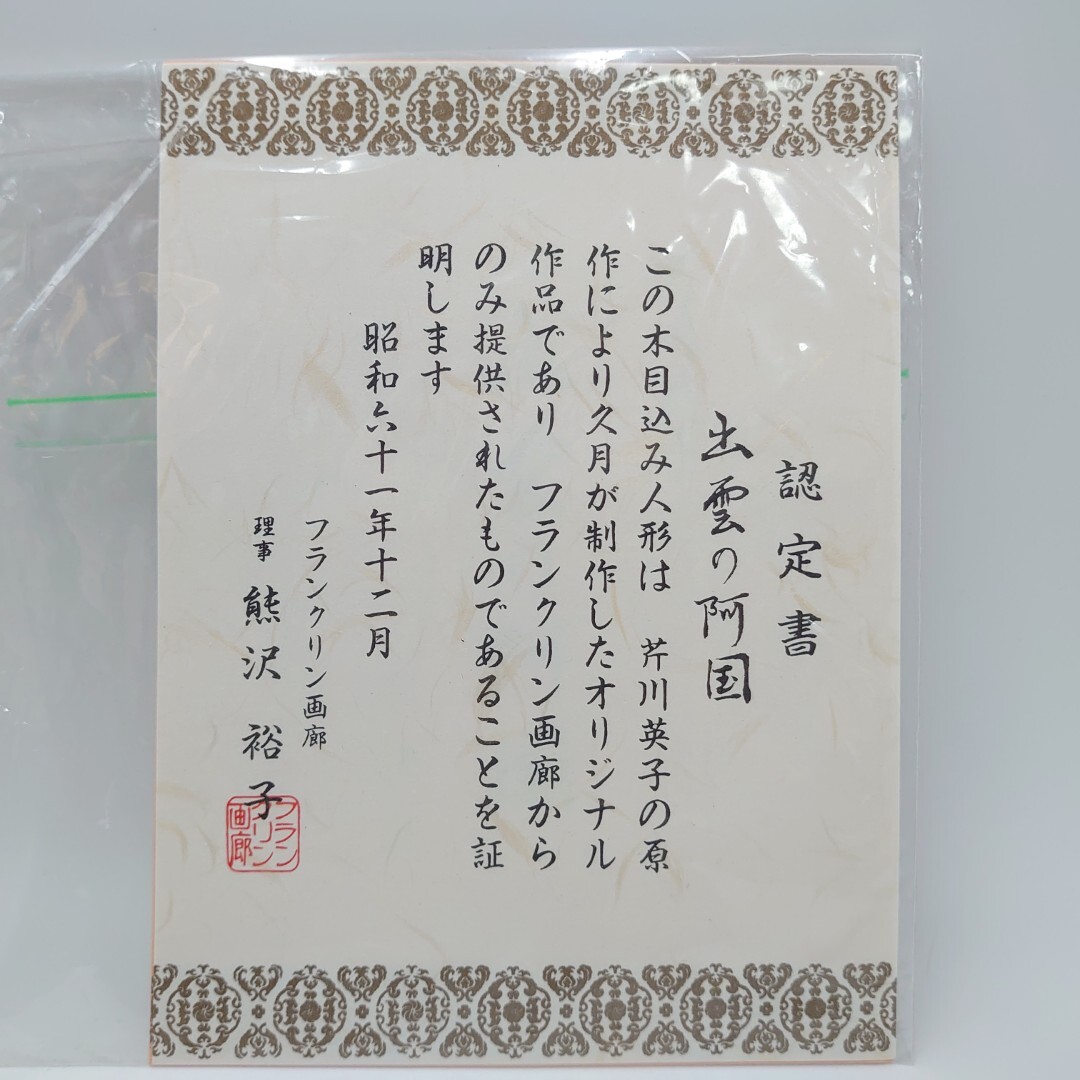 認定書
出雲の阿国
この木目込み人形は　芹川英子の原
作により久月が制作したオリジナル
作品であり　フランクリン画廊から
のみ提供されたものであることを証
明します
昭和六十一年十二月
フランクリン画廊
理事　熊沢　裕子
フラン
クリン
画廊